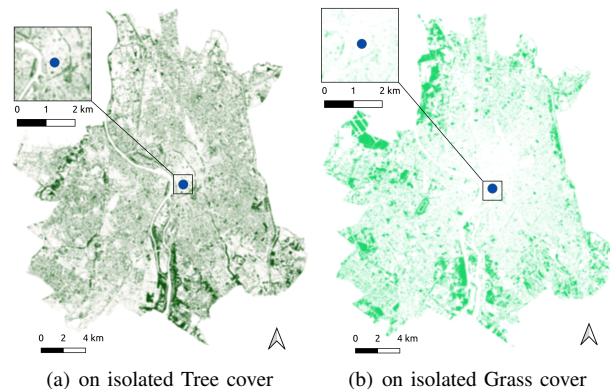 0 1 2 km
0 1 2 km
0 2 4 km
0 2 4 km
(a) on isolated Tree cover
(b) on isolated Grass cover